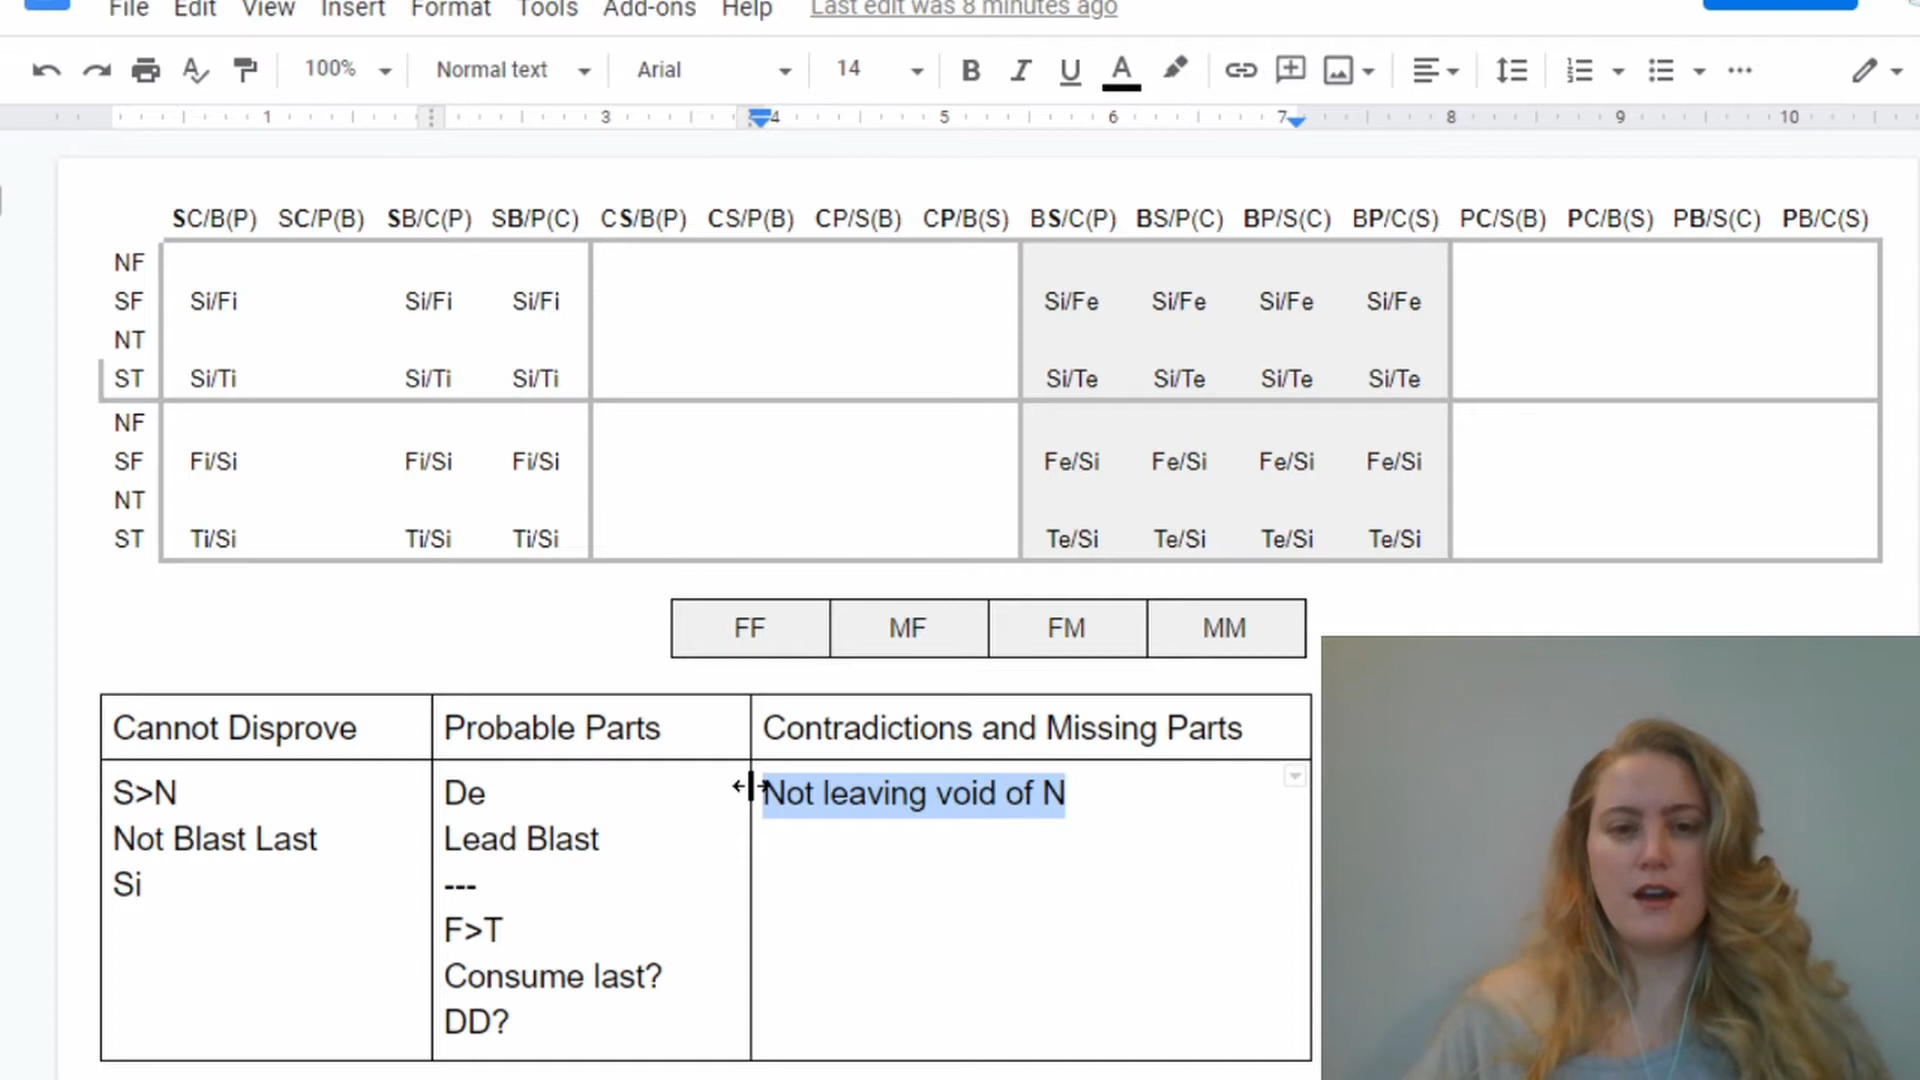 File Edit View Insert Format Tools Add-ons Help Last edit was 8 minutes ago
100% Normal text Arial 14 B I U A
1 3 4 5 6 7 8 9 10
SC/B(P) SC/P(B) SB/C(P) SB/P(C) CS/B(P) CS/P(B) CP/S(B) CP/B(S) BS/C(P) BS/P(C) BP/S(C) BP/C(S) PC/S(B) PC/B(S) PB/S(C) PB/C(S)
NF
SF Si/Fi Si/Fi Si/Fi Si/Fe Si/Fe Si/Fe Si/Fe
NT
ST Si/Ti Si/Ti Si/Ti Si/Te Si/Te Si/Te Si/Te
NF
SF Fi/Si Fi/Si Fi/Si Fe/Si Fe/Si Fe/Si Fe/Si
NT
ST Ti/Si Ti/Si Ti/Si Te/Si Te/Si Te/Si Te/Si
FF MF FM MM
Cannot Disprove Probable Parts Contradictions and Missing Parts
S>N De Not leaving void of N
Not Blast Last Lead Blast
Si ---
F>T
Consume last?
DD?